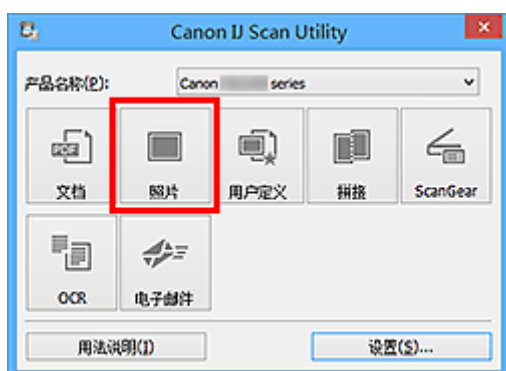 Canon IJ Scan Utility
产品名称(P):
Canon series
文档
照片
用户定义
拼接
ScanGear
PDF
OCR
电子邮件
用法说明(I)
设置(S)...